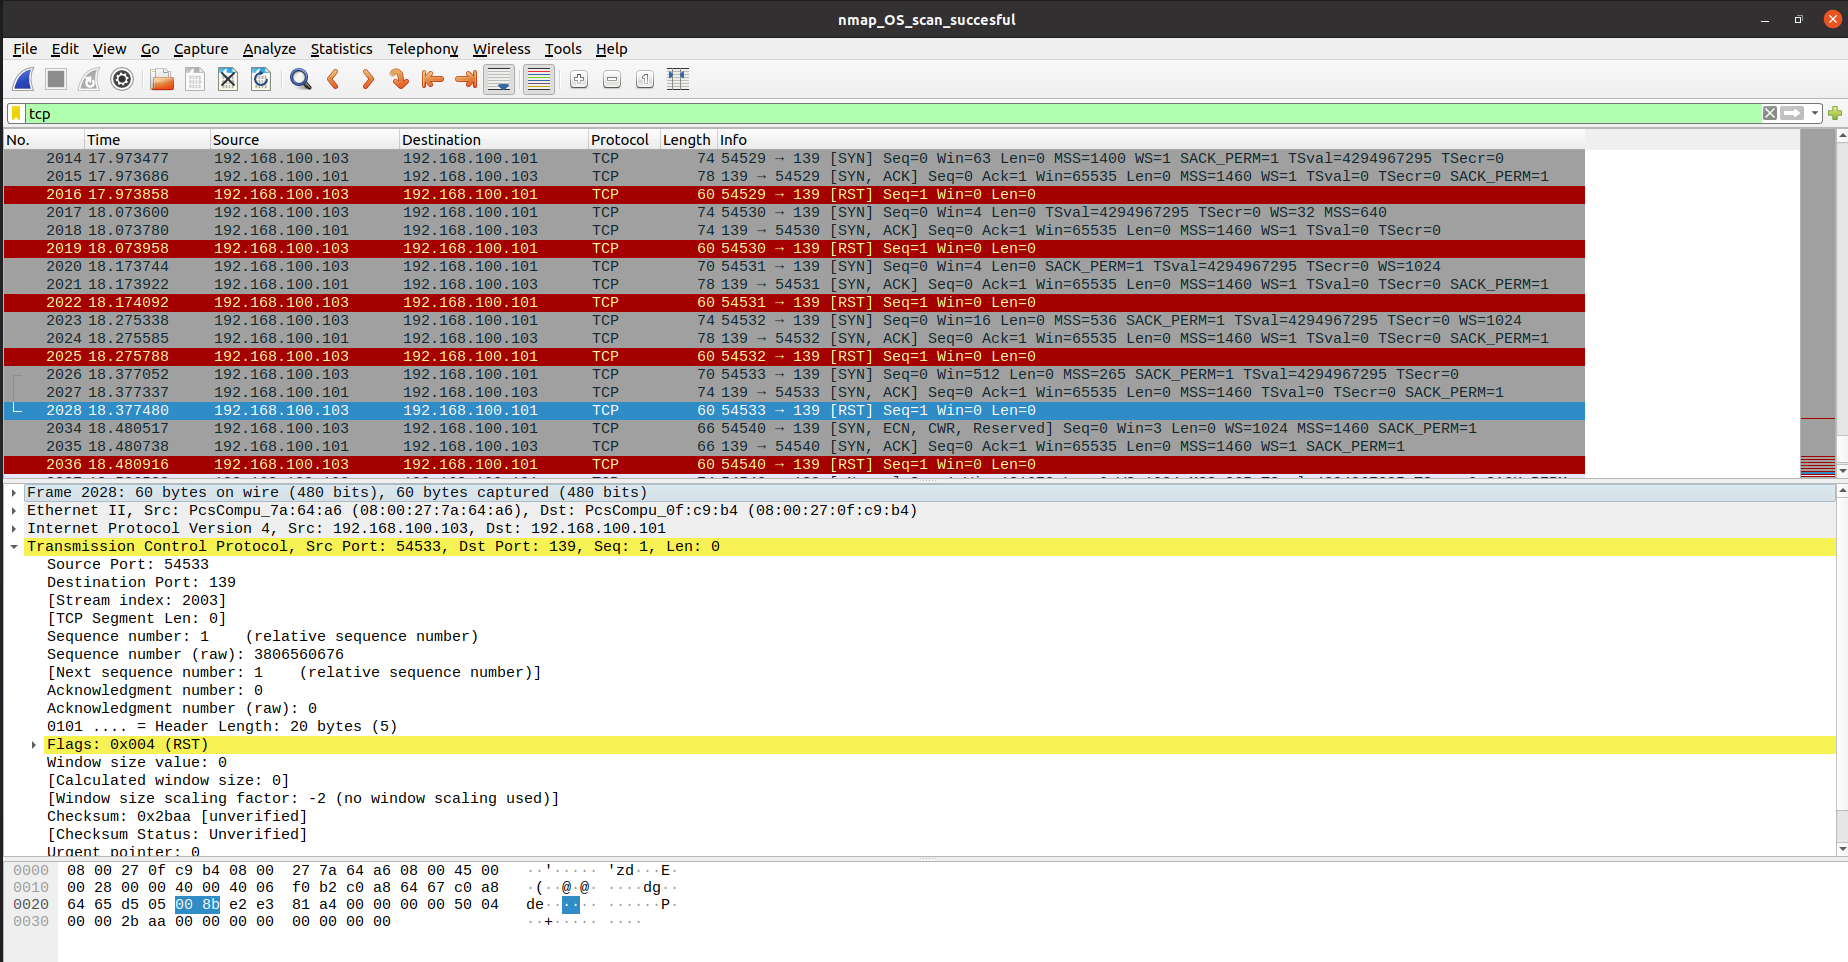 nmap_OS_scan_succesful
File Edit View Go Capture Analyze Statistics Telephony Wireless Tools Help
tcp
No. Time Source Destination Protocol Length Info
2014 17.973477 192.168.100.103 192.168.100.101 TCP 74 54529 → 139 [SYN] Seq=0 Win=63 Len=0 MSS=1400 WS=1 SACK_PERM=1 TSval=4294967295 TSecr=0
2015 17.973686 192.168.100.101 192.168.100.103 TCP 78 139 → 54529 [SYN, ACK] Seq=0 Ack=1 Win=65535 Len=0 MSS=1460 WS=1 TSval=0 TSecr=0 SACK_PERM=1
2016 17.973858 192.168.100.103 192.168.100.101 TCP 60 54529 → 139 [RST] Seq=1 Win=0 Len=0
2017 18.073600 192.168.100.103 192.168.100.101 TCP 74 54530 → 139 [SYN] Seq=0 Win=4 Len=0 TSval=4294967295 TSecr=0 WS=32 MSS=640
2018 18.073780 192.168.100.101 192.168.100.103 TCP 74 139 → 54530 [SYN, ACK] Seq=0 Ack=1 Win=65535 Len=0 MSS=1460 WS=1 TSval=0 TSecr=0
2019 18.073958 192.168.100.103 192.168.100.101 TCP 60 54530 → 139 [RST] Seq=1 Win=0 Len=0
2020 18.173744 192.168.100.103 192.168.100.101 TCP 70 54531 → 139 [SYN] Seq=0 Win=4 Len=0 SACK_PERM=1 TSval=4294967295 TSecr=0 WS=1024
2021 18.173922 192.168.100.101 192.168.100.103 TCP 78 139 → 54531 [SYN, ACK] Seq=0 Ack=1 Win=65535 Len=0 MSS=1460 WS=1 TSval=0 TSecr=0 SACK_PERM=1
2022 18.174092 192.168.100.103 192.168.100.101 TCP 60 54531 → 139 [RST] Seq=1 Win=0 Len=0
2023 18.275338 192.168.100.103 192.168.100.101 TCP 74 54532 → 139 [SYN] Seq=0 Win=16 Len=0 MSS=536 SACK_PERM=1 TSval=4294967295 TSecr=0 WS=1024
2024 18.275585 192.168.100.101 192.168.100.103 TCP 78 139 → 54532 [SYN, ACK] Seq=0 Ack=1 Win=65535 Len=0 MSS=1460 WS=1 TSval=0 TSecr=0 SACK_PERM=1
2025 18.275788 192.168.100.103 192.168.100.101 TCP 60 54532 → 139 [RST] Seq=1 Win=0 Len=0
2026 18.377052 192.168.100.103 192.168.100.101 TCP 70 54533 → 139 [SYN] Seq=0 Win=512 Len=0 MSS=265 SACK_PERM=1 TSval=4294967295 TSecr=0
2027 18.377337 192.168.100.101 192.168.100.103 TCP 74 139 → 54533 [SYN, ACK] Seq=0 Ack=1 Win=65535 Len=0 MSS=1460 TSval=0 TSecr=0 SACK_PERM=1
2028 18.377480 192.168.100.103 192.168.100.101 TCP 60 54533 → 139 [RST] Seq=1 Win=0 Len=0
2034 18.480517 192.168.100.103 192.168.100.101 TCP 66 54540 → 139 [SYN, ECN, CWR, Reserved] Seq=0 Win=3 Len=0 WS=1024 MSS=1460 SACK_PERM=1
2035 18.480738 192.168.100.101 192.168.100.103 TCP 66 139 → 54540 [SYN, ACK] Seq=0 Ack=1 Win=65535 Len=0 MSS=1460 WS=1 SACK_PERM=1
2036 18.480916 192.168.100.103 192.168.100.101 TCP 60 54540 → 139 [RST] Seq=1 Win=0 Len=0
Frame 2028: 60 bytes on wire (480 bits), 60 bytes captured (480 bits)
Ethernet II, Src: PcsCompu_7a:64:a6 (08:00:27:7a:64:a6), Dst: PcsCompu_0f:c9:b4 (08:00:27:0f:c9:b4)
Internet Protocol Version 4, Src: 192.168.100.103, Dst: 192.168.100.101
Transmission Control Protocol, Src Port: 54533, Dst Port: 139, Seq: 1, Len: 0
Source Port: 54533
Destination Port: 139
[Stream index: 2003]
[TCP Segment Len: 0]
Sequence number: 1 (relative sequence number)
Sequence number (raw): 3806560676
[Next sequence number: 1 (relative sequence number)]
Acknowledgment number: 0
Acknowledgment number (raw): 0
0101 .... = Header Length: 20 bytes (5)
Flags: 0x004 (RST)
Window size value: 0
[Calculated window size: 0]
[Window size scaling factor: -2 (no window scaling used)]
Checksum: 0x2baa [unverified]
[Checksum Status: Unverified]
Urgent pointer: 0
0000 08 00 27 0f c9 b4 08 00 27 7a 64 a6 08 00 45 00 ··'····· 'zd···E·
0010 00 28 00 00 40 00 40 06 f0 b2 c0 a8 64 67 c0 a8 ·(··@·@· ····dg··
0020 64 65 d5 05 00 8b e2 e3 81 a4 00 00 00 00 50 04 de······ ······P·
0030 00 00 2b aa 00 00 00 00 00 00 00 00 ··+····· ····